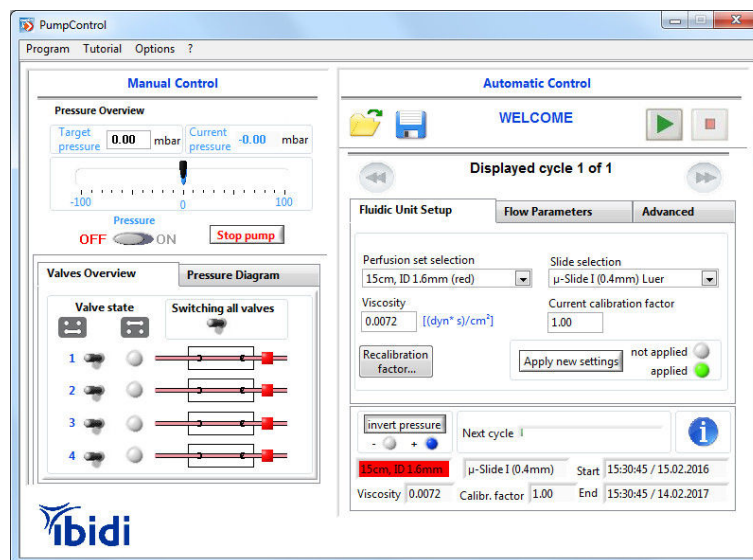 PumpControl
Program Tutorial Options ?
Manual Control
Pressure Overview
Target pressure 0.00 mbar Current pressure -0.00 mbar
-100 0 100
Pressure
OFF ON Stop pump
Valves Overview Pressure Diagram
Valve state Switching all valves
1
2
3
4
ibidi
Automatic Control
WELCOME
Displayed cycle 1 of 1
Fluidic Unit Setup Flow Parameters Advanced
Perfusion set selection Slide selection
15cm, ID 1.6mm (red) µ-Slide I (0.4mm) Luer
Viscosity Current calibration factor
0.0072 [(dyn* s)/cm²] 1.00
Recalibration factor... Apply new settings not applied
applied
invert pressure Next cycle
- +
i
15cm, ID 1.6mm µ-Slide I (0.4mm) Start 15:30:45 / 15.02.2016
Viscosity 0.0072 Calibr. factor 1.00 End 15:30:45 / 14.02.2017